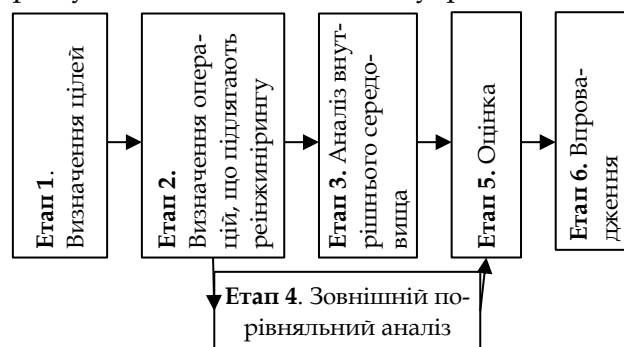 Етап 1.
Визначення цілей
Етап 2.
Визначення опера-
цій, що підлягають
реінжинірингу
Етап 3. Аналіз внут-
рішнього середо-
вища
Етап 5. Оцінка
Етап 6. Впрова-
дження
Етап 4. Зовнішній по-
рівняльний аналіз